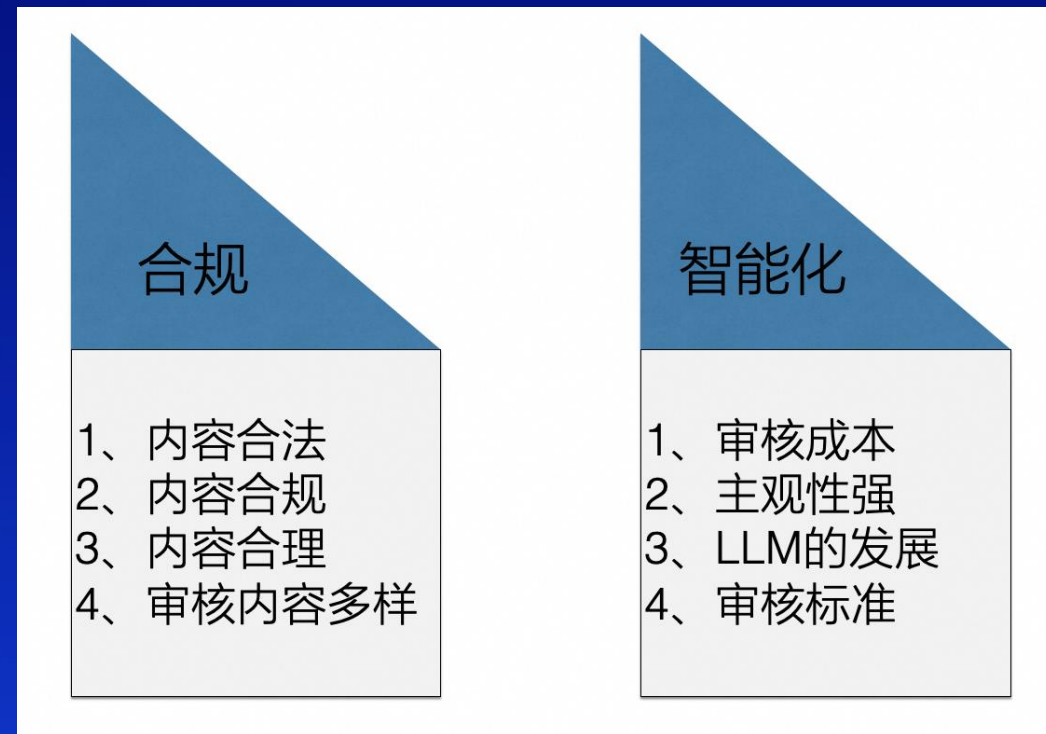 合规
1、内容合法
2、内容合规
3、内容合理
4、审核内容多样
智能化
1、审核成本
2、主观性强
3、LLM的发展
4、审核标准